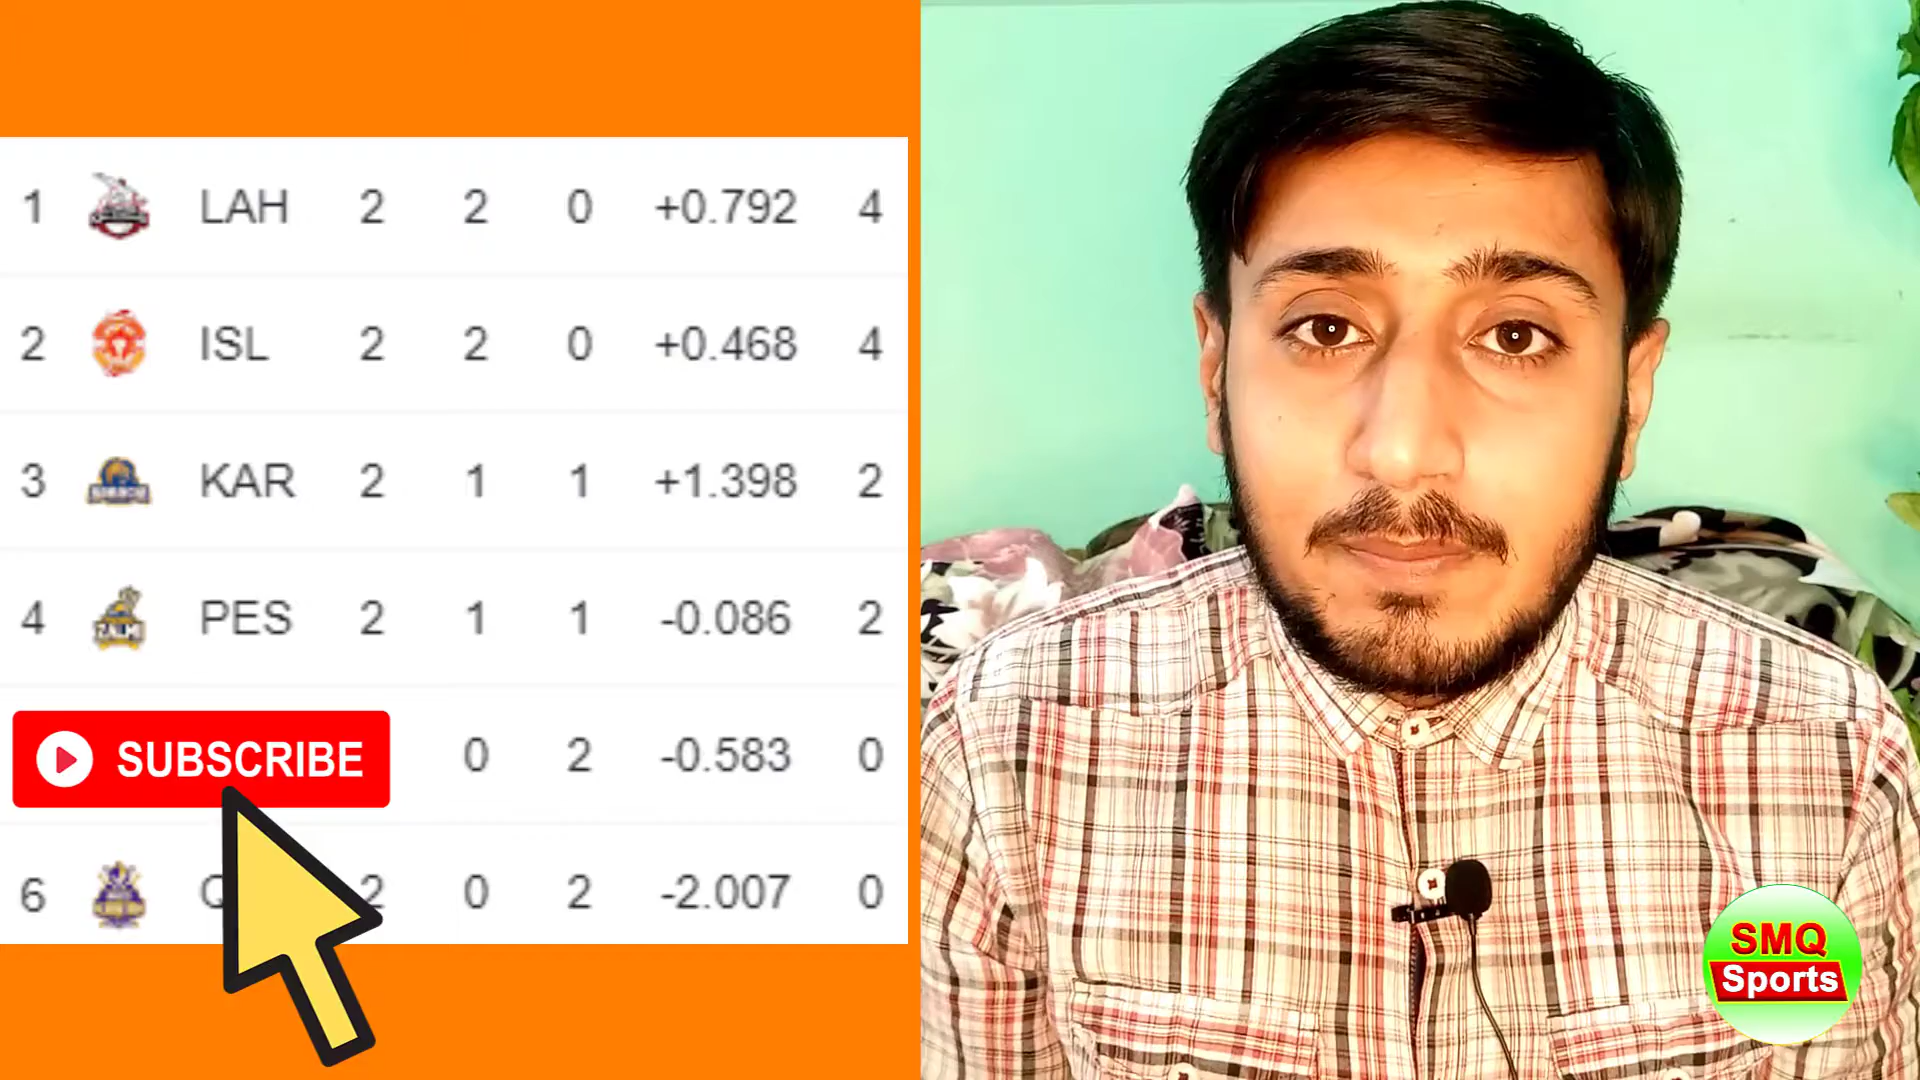 1 LAH 2 2 0 +0.792 4
2 ISL 2 2 0 +0.468 4
3 KAR 2 1 1 +1.398 2
4 ZALMI PES 2 1 1 -0.086 2
SUBSCRIBE 0 2 -0.583 0
6 2 0 2 -2.007 0
SMQ
Sports